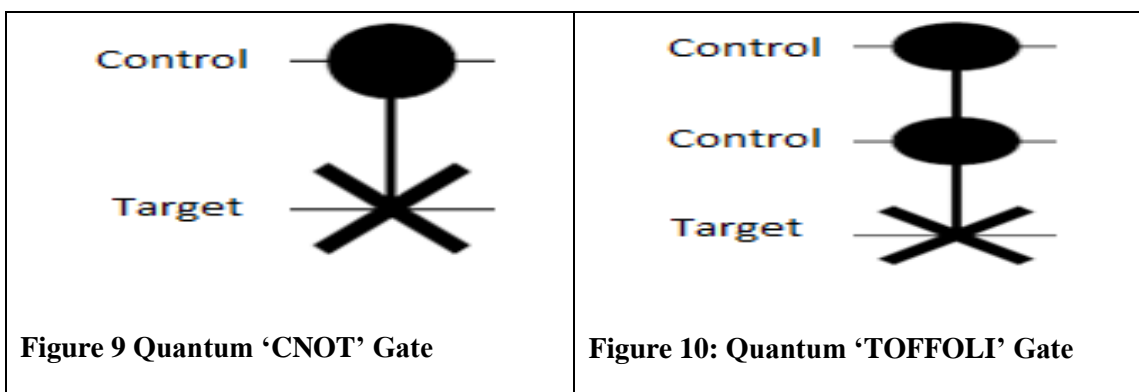 Control
Target
Figure 9 Quantum ‘CNOT’ Gate
Control
Control
Target
Figure 10: Quantum ‘TOFFOLI’ Gate